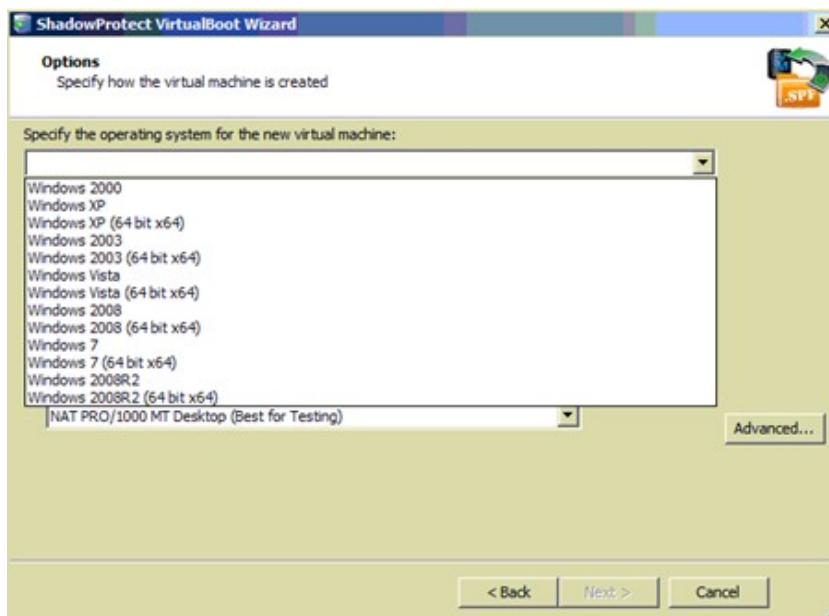 ShadowProtect VirtualBoot Wizard
Options
Specify how the virtual machine is created
.SPF
Specify the operating system for the new virtual machine:
Windows 2000
Windows XP
Windows XP (64 bit x64)
Windows 2003
Windows 2003 (64 bit x64)
Windows Vista
Windows Vista (64 bit x64)
Windows 2008
Windows 2008 (64 bit x64)
Windows 7
Windows 7 (64 bit x64)
Windows 2008R2
Windows 2008R2 (64 bit x64)
NAT PRO/1000 MT Desktop (Best for Testing)
Advanced...
< Back
Next >
Cancel